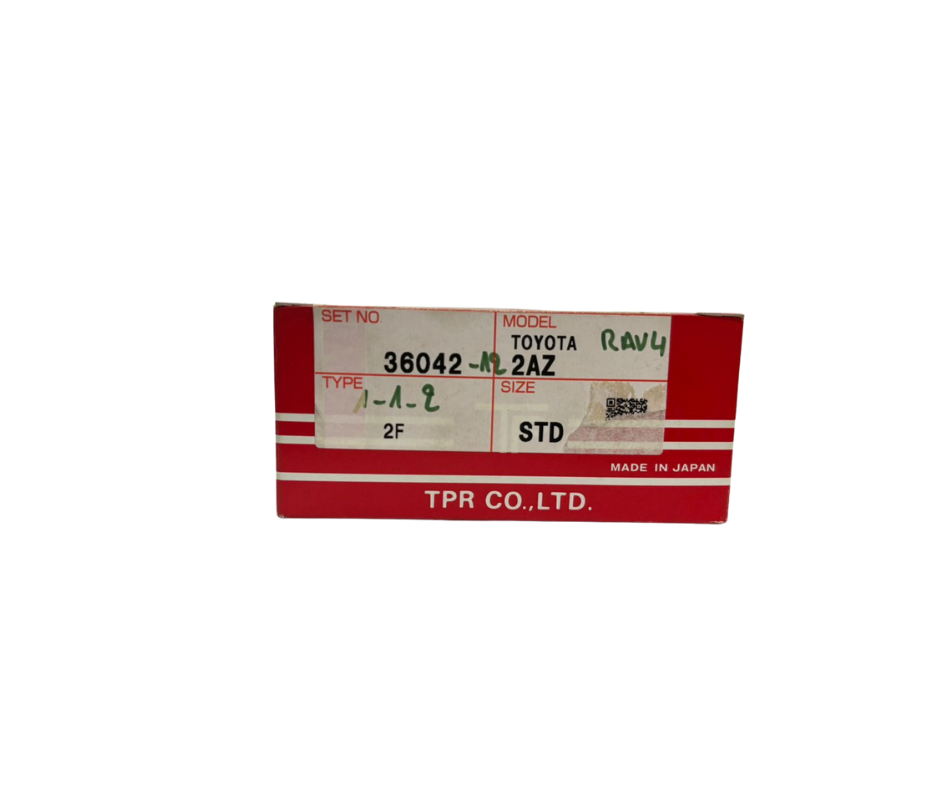 SET NO.
MODEL
TOYOTA RAV4
36042 -12
2AZ
TYPE
SIZE
1-1-2
2F
STD
MADE IN JAPAN
TPR CO.,LTD.